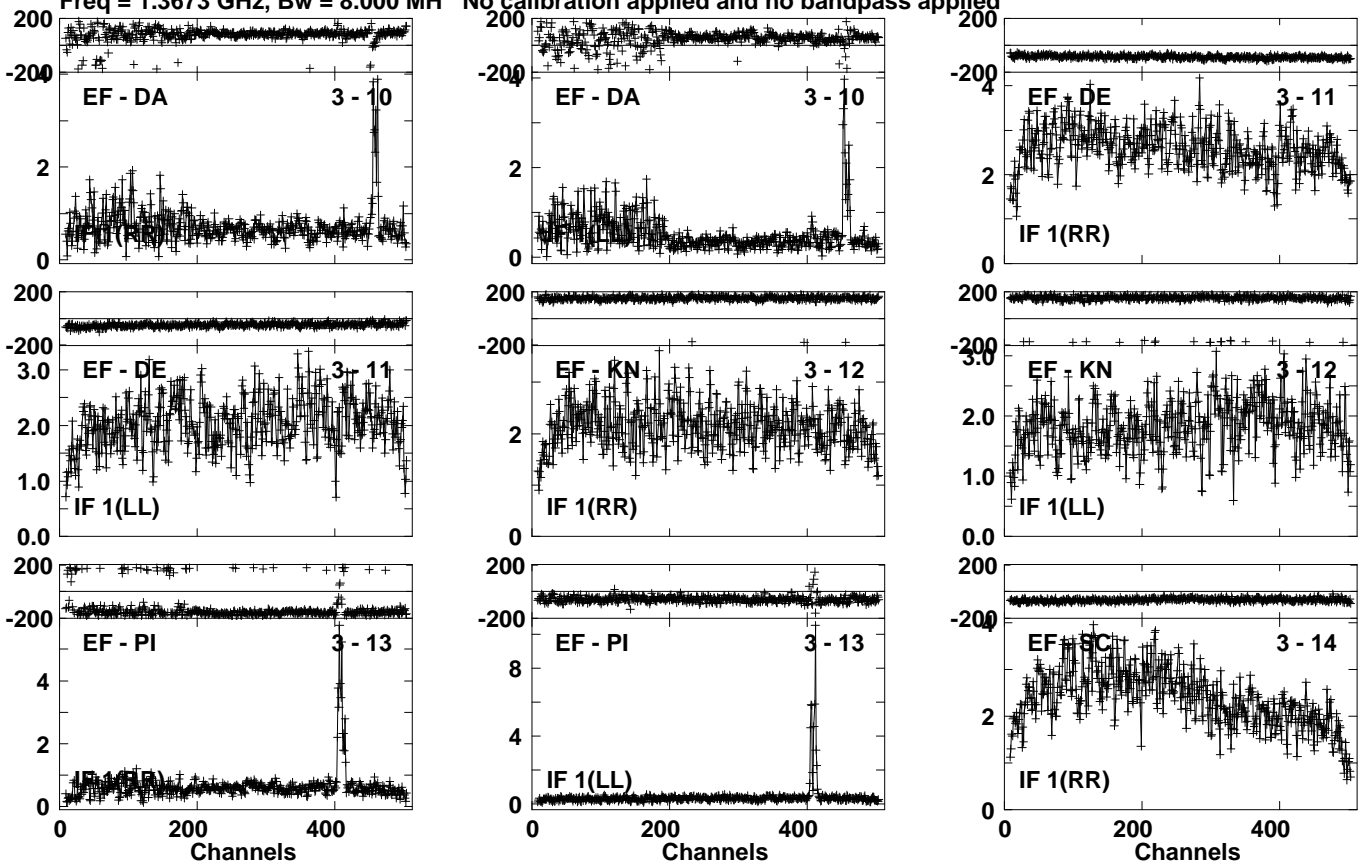 Freq = 1.3673 GHz, Bw = 8.000 MH No calibration applied and no bandpass applied
200
-200
4
2
0
EF - DA 3 - 10
IF 1(RR)
200
-200
4
2
0
EF - DA 3 - 10
IF 1(LL)
200
-200
4
2
0
EF - DE 3 - 11
IF 1(RR)
200
-200
3.0
2.0
1.0
0.0
EF - DE 3 - 11
IF 1(LL)
200
-200
2
0
EF - KN 3 - 12
IF 1(RR)
200
-200
3.0
2.0
1.0
0.0
EF - KN 3 - 12
IF 1(LL)
200
-200
4
2
0
EF - PI 3 - 13
IF 1(RR)
0 200 400
Channels
200
-200
8
4
0
EF - PI 3 - 13
IF 1(LL)
0 200 400
Channels
200
-200
4
2
0
EF - SC 3 - 14
IF 1(RR)
0 200 400
Channels